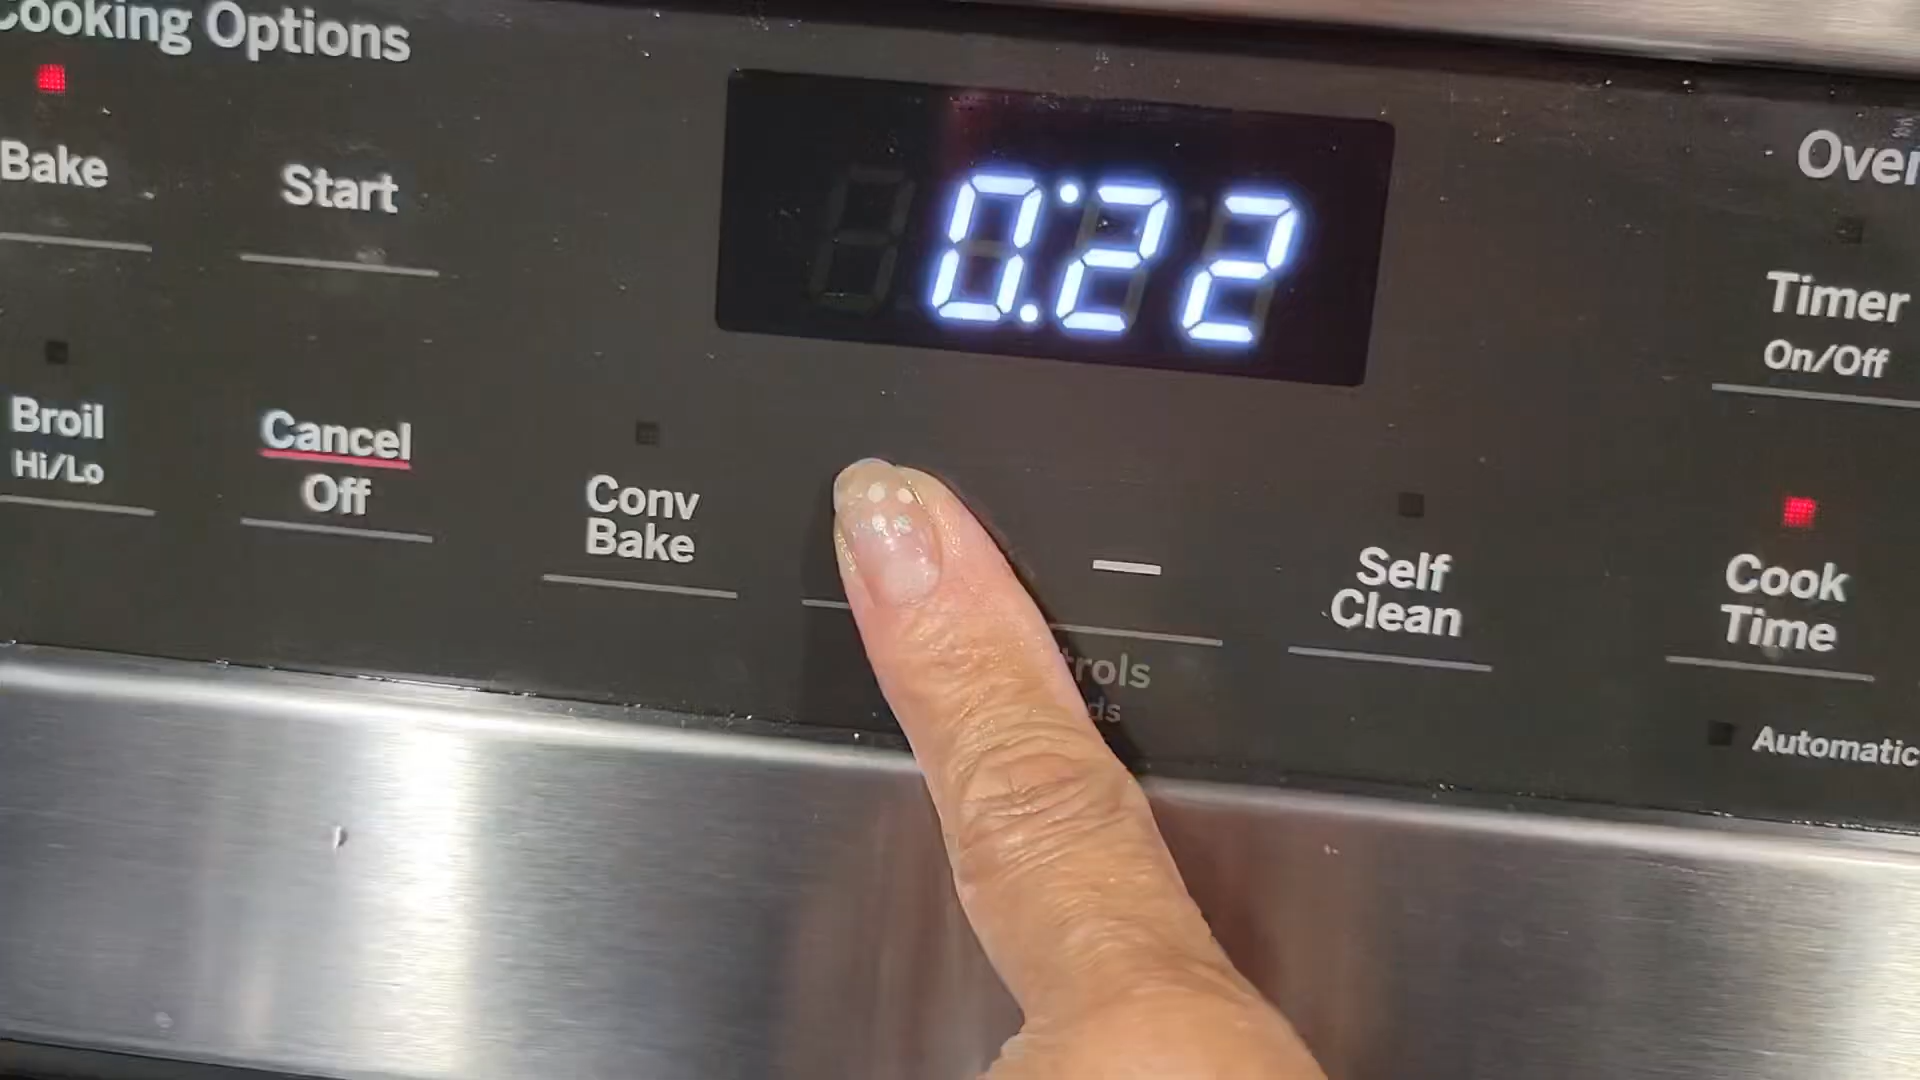 Cooking Options
Bake
Start
0:22
Oven
Timer
On/Off
Broil
Hi/Lo
Cancel
Off
Conv
Bake
Self
Clean
Cook
Time
Automatic